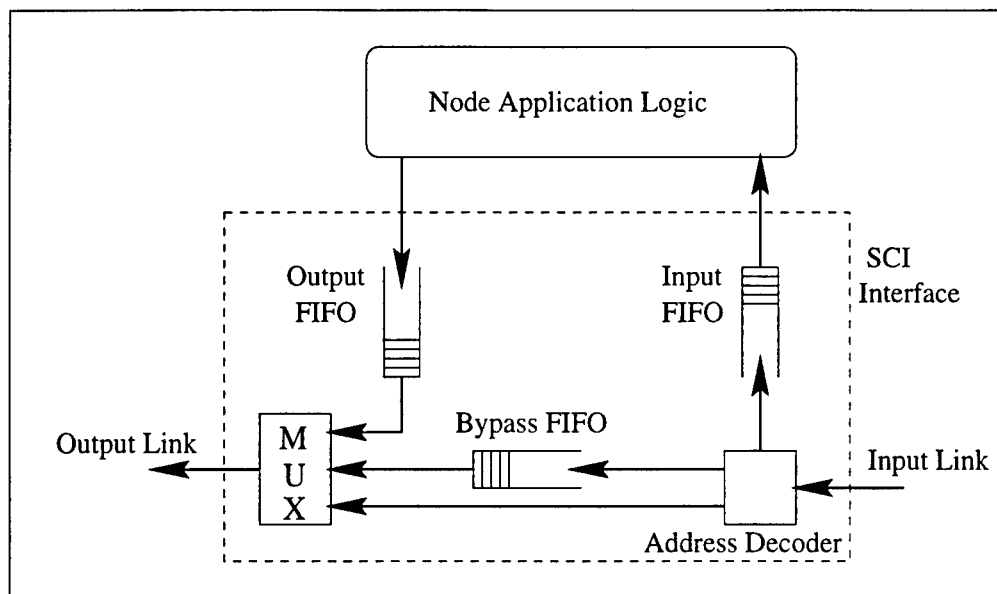 Node Application Logic
Output
FIFO
Input
FIFO
SCI
Interface
Output Link
M
U
X
Bypass FIFO
Input Link
Address Decoder